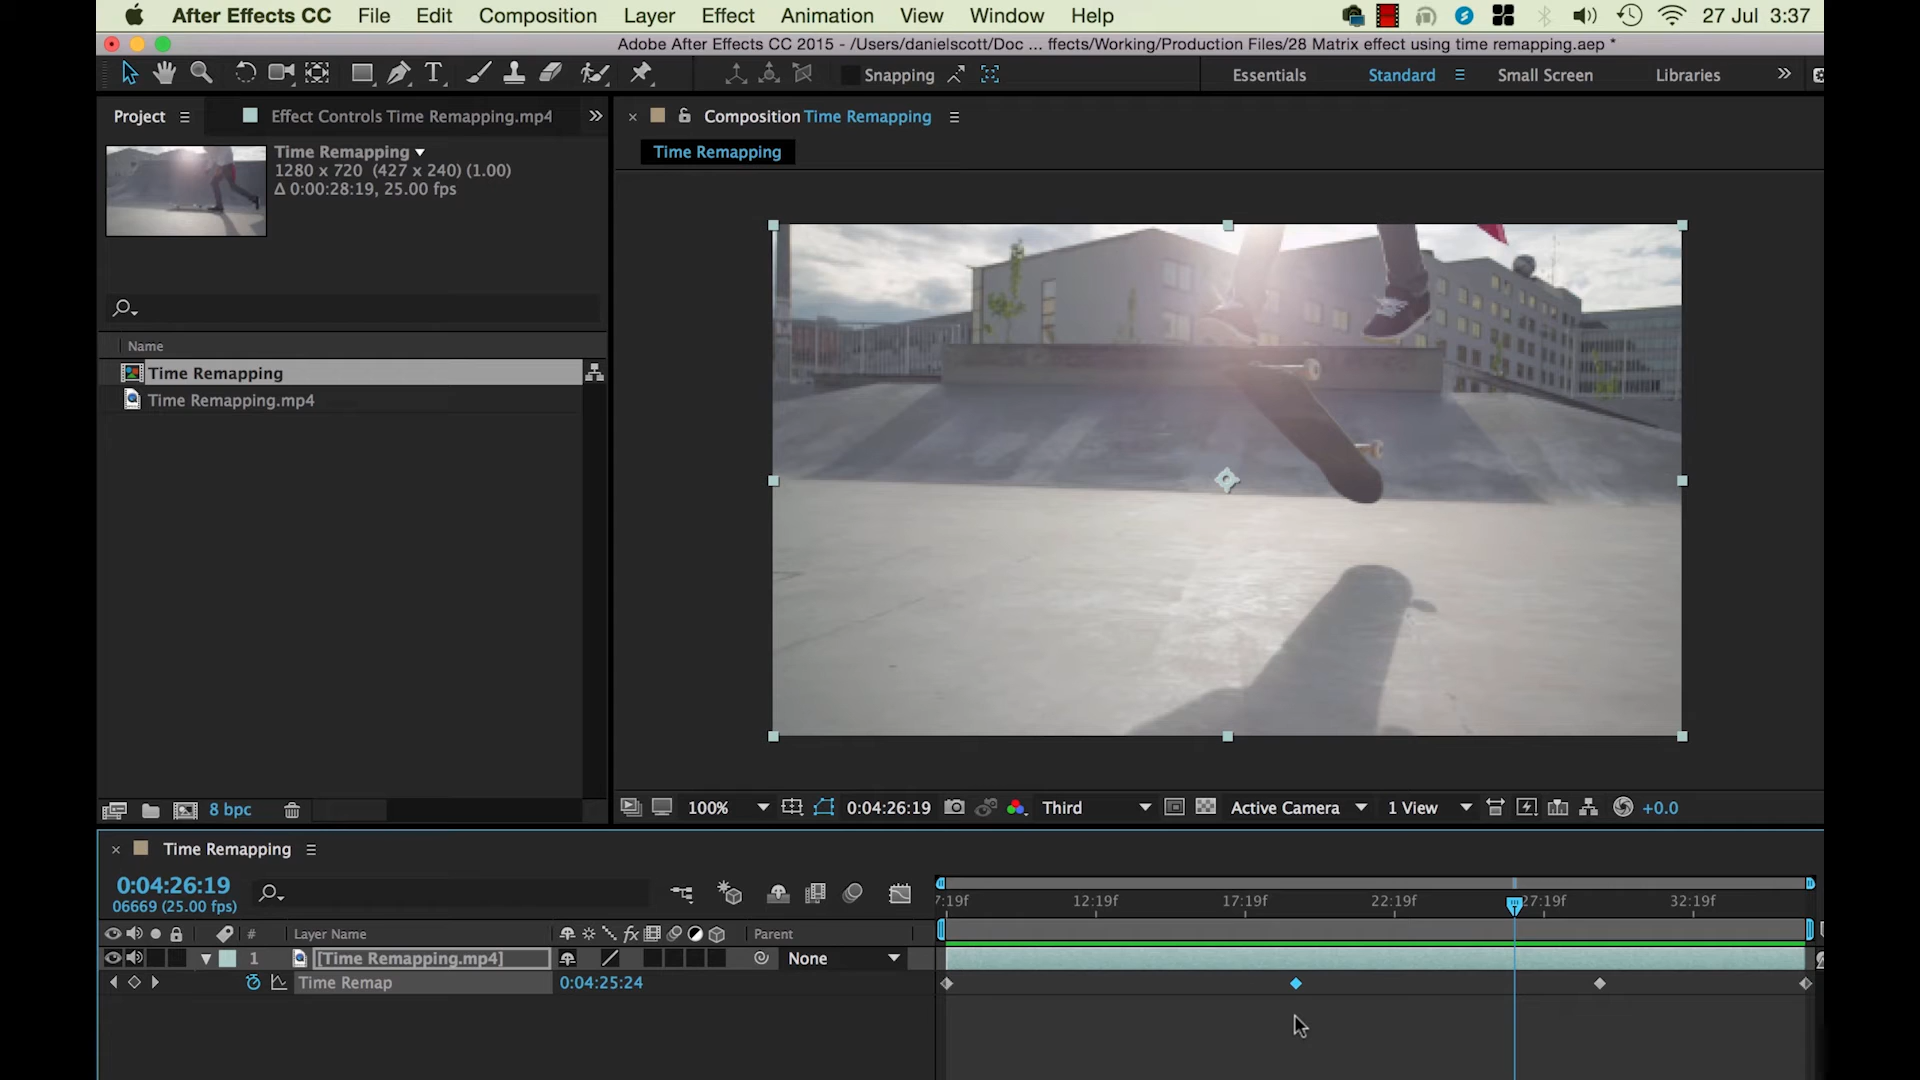 After Effects CC File Edit Composition Layer Effect Animation View Window Help 27 Jul 3:37
Adobe After Effects CC 2015 - /Users/danielscott/Doc ... ffects/Working/Production Files/28 Matrix effect using time remapping.aep *
T Snapping Essentials Standard Small Screen Libraries
Project Effect Controls Time Remapping.mp4
Composition Time Remapping
Time Remapping
1280 x 720 (427 x 240) (1.00)
Δ 0:00:28:19, 25.00 fps
Time Remapping
Name
Time Remapping
Time Remapping.mp4
8 bpc
100% 0:04:26:19 Third Active Camera 1 View +0.0
Time Remapping
0:04:26:19
06669 (25.00 fps)
7:19f 12:19f 17:19f 22:19f 27:19f 32:19f
# Layer Name fx Parent
1 [Time Remapping.mp4] None
Time Remap 0:04:25:24